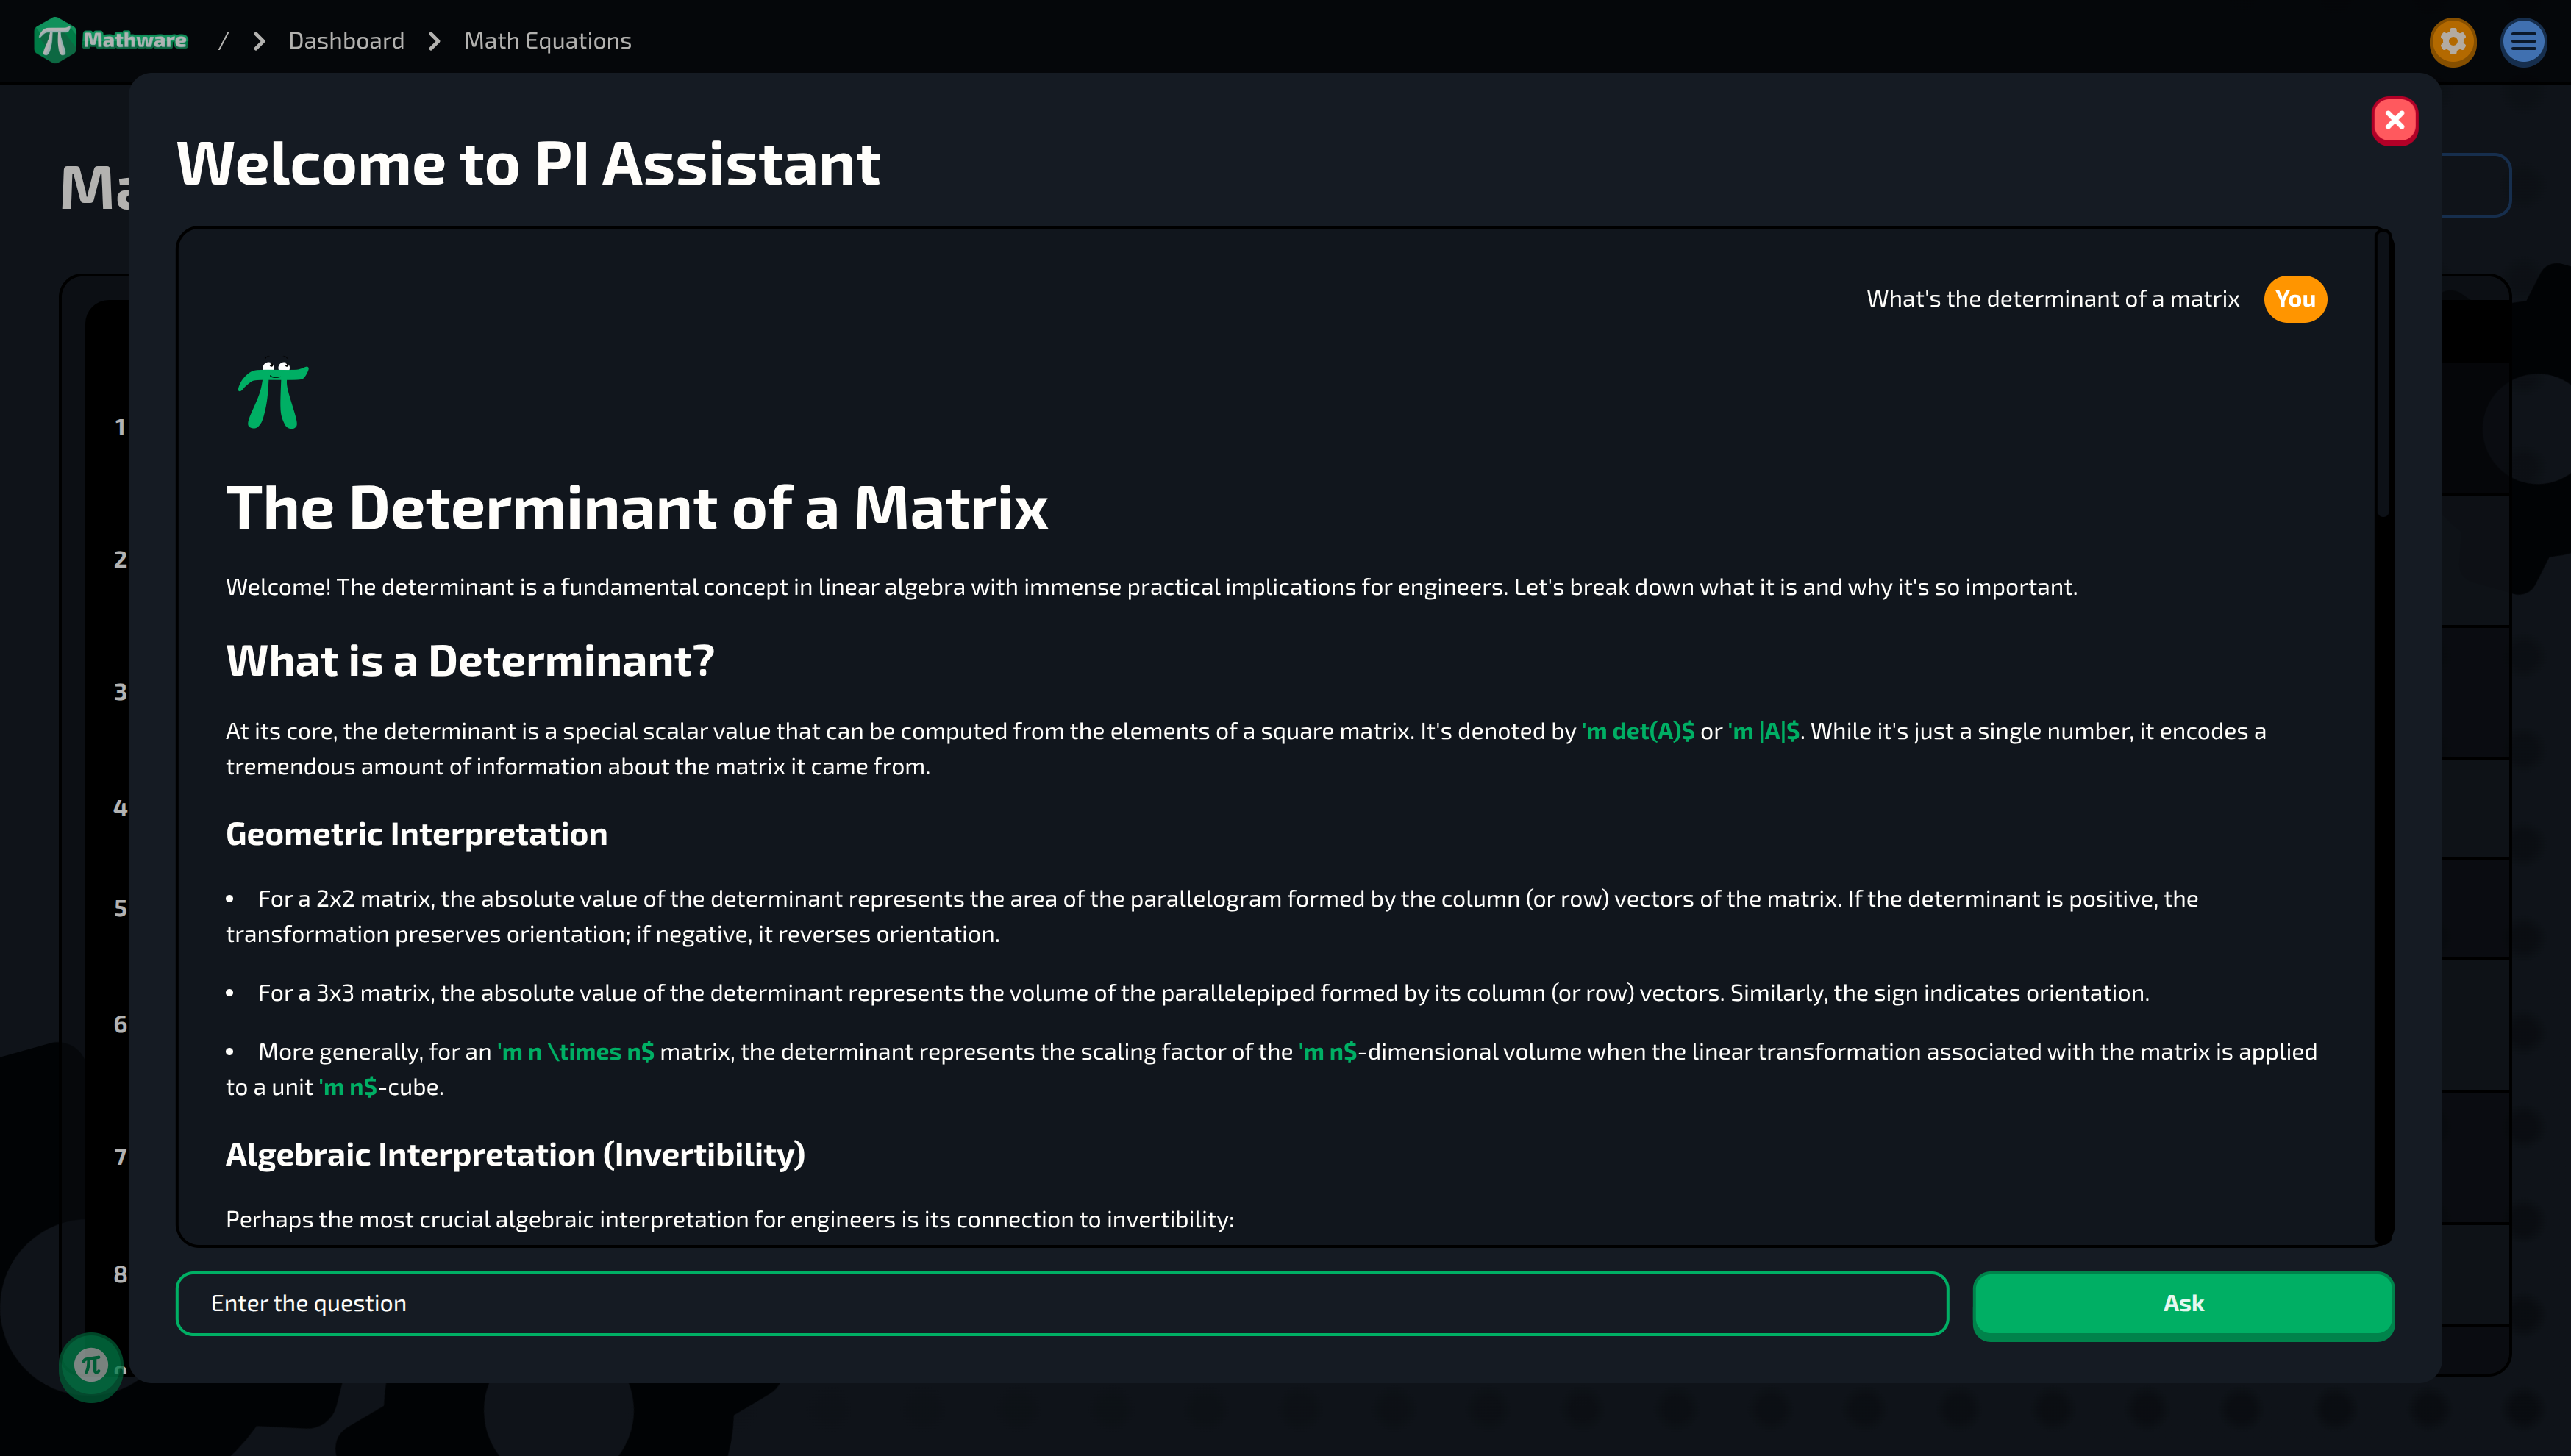 Mathware / > Dashboard > Math Equations
Ma
Welcome to PI Assistant
What's the determinant of a matrix You
The Determinant of a Matrix
Welcome! The determinant is a fundamental concept in linear algebra with immense practical implications for engineers. Let's break down what it is and why it's so important.
What is a Determinant?
At its core, the determinant is a special scalar value that can be computed from the elements of a square matrix. It's denoted by 'm det(A)$ or 'm |A|$. While it's just a single number, it encodes a
tremendous amount of information about the matrix it came from.
Geometric Interpretation
• For a 2x2 matrix, the absolute value of the determinant represents the area of the parallelogram formed by the column (or row) vectors of the matrix. If the determinant is positive, the
transformation preserves orientation; if negative, it reverses orientation.
• For a 3x3 matrix, the absolute value of the determinant represents the volume of the parallelepiped formed by its column (or row) vectors. Similarly, the sign indicates orientation.
• More generally, for an 'm n \times n$ matrix, the determinant represents the scaling factor of the 'm n$-dimensional volume when the linear transformation associated with the matrix is applied
to a unit 'm n$-cube.
Algebraic Interpretation (Invertibility)
Perhaps the most crucial algebraic interpretation for engineers is its connection to invertibility:
Enter the question
Ask
1
2
3
4
5
6
7
8